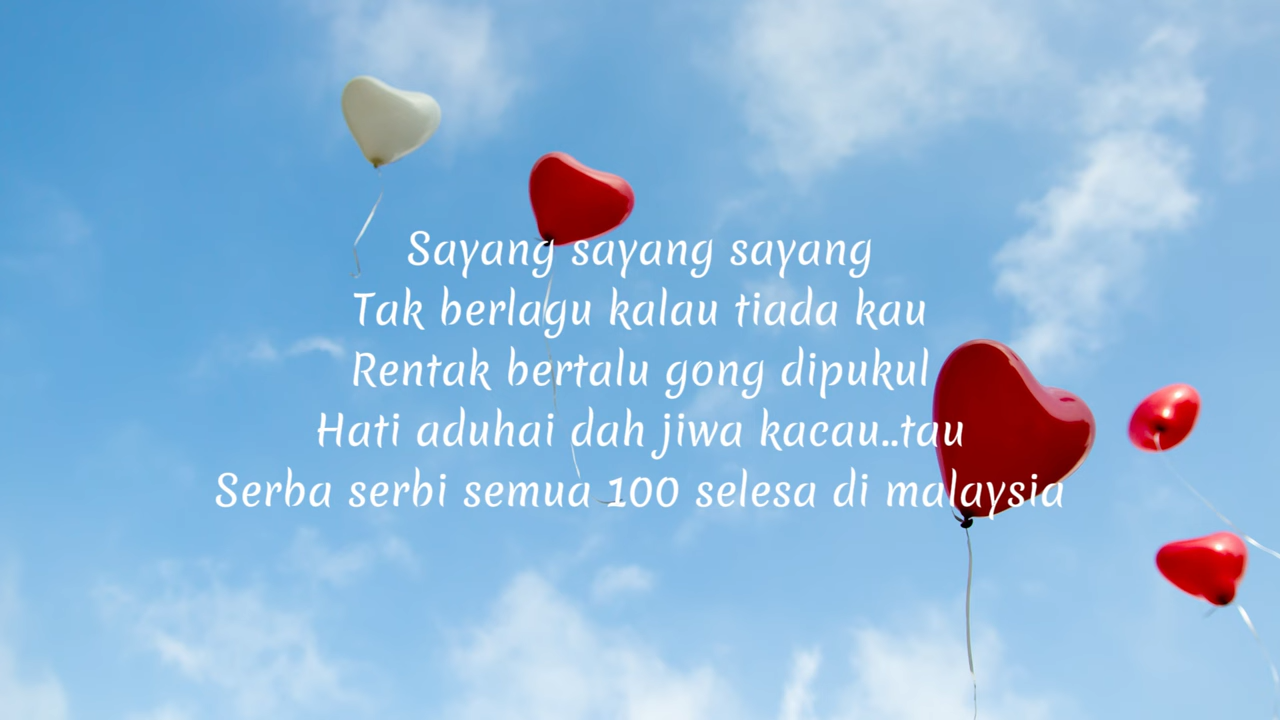 Sayang sayang sayang
Tak berlagu kalau tiada kau
Rentak bertalu gong dipukul
Hati aduhai dah jiwa kacau..tau
Serba serbi semua 100 selesa di malaysia